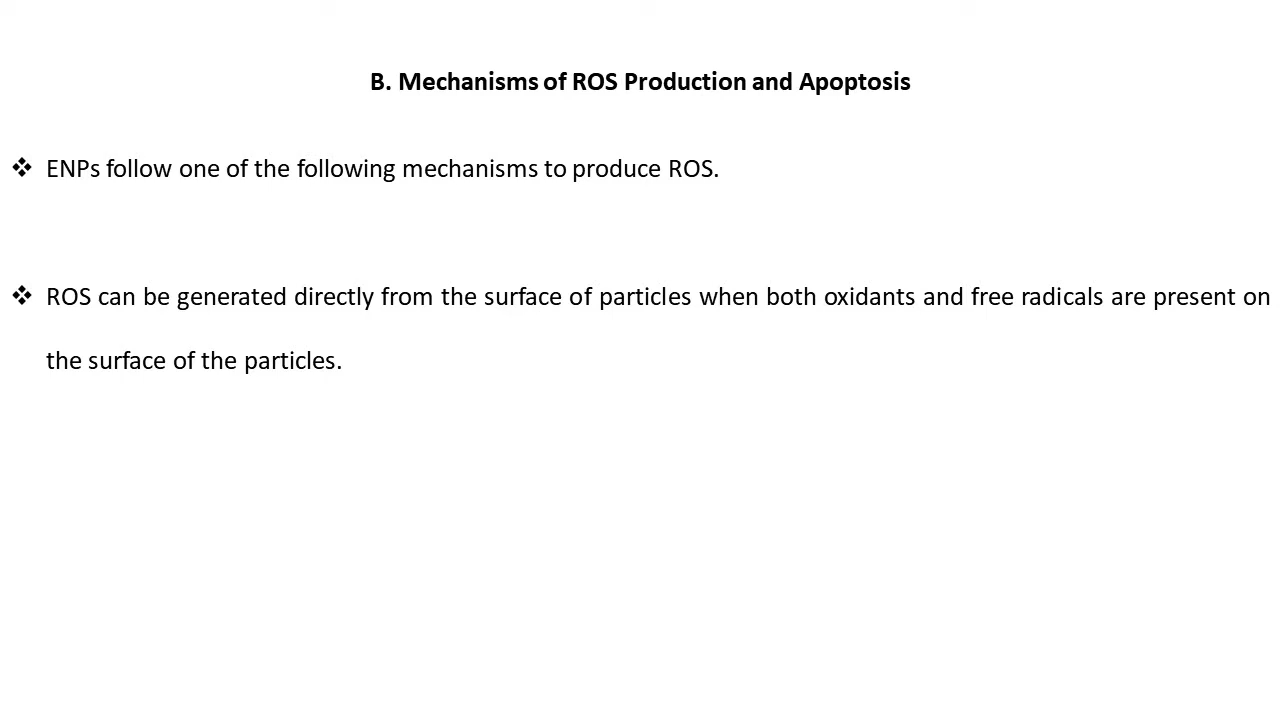 B. Mechanisms of ROS Production and Apoptosis
❖ ENPs follow one of the following mechanisms to produce ROS.
❖ ROS can be generated directly from the surface of particles when both oxidants and free radicals are present on
the surface of the particles.